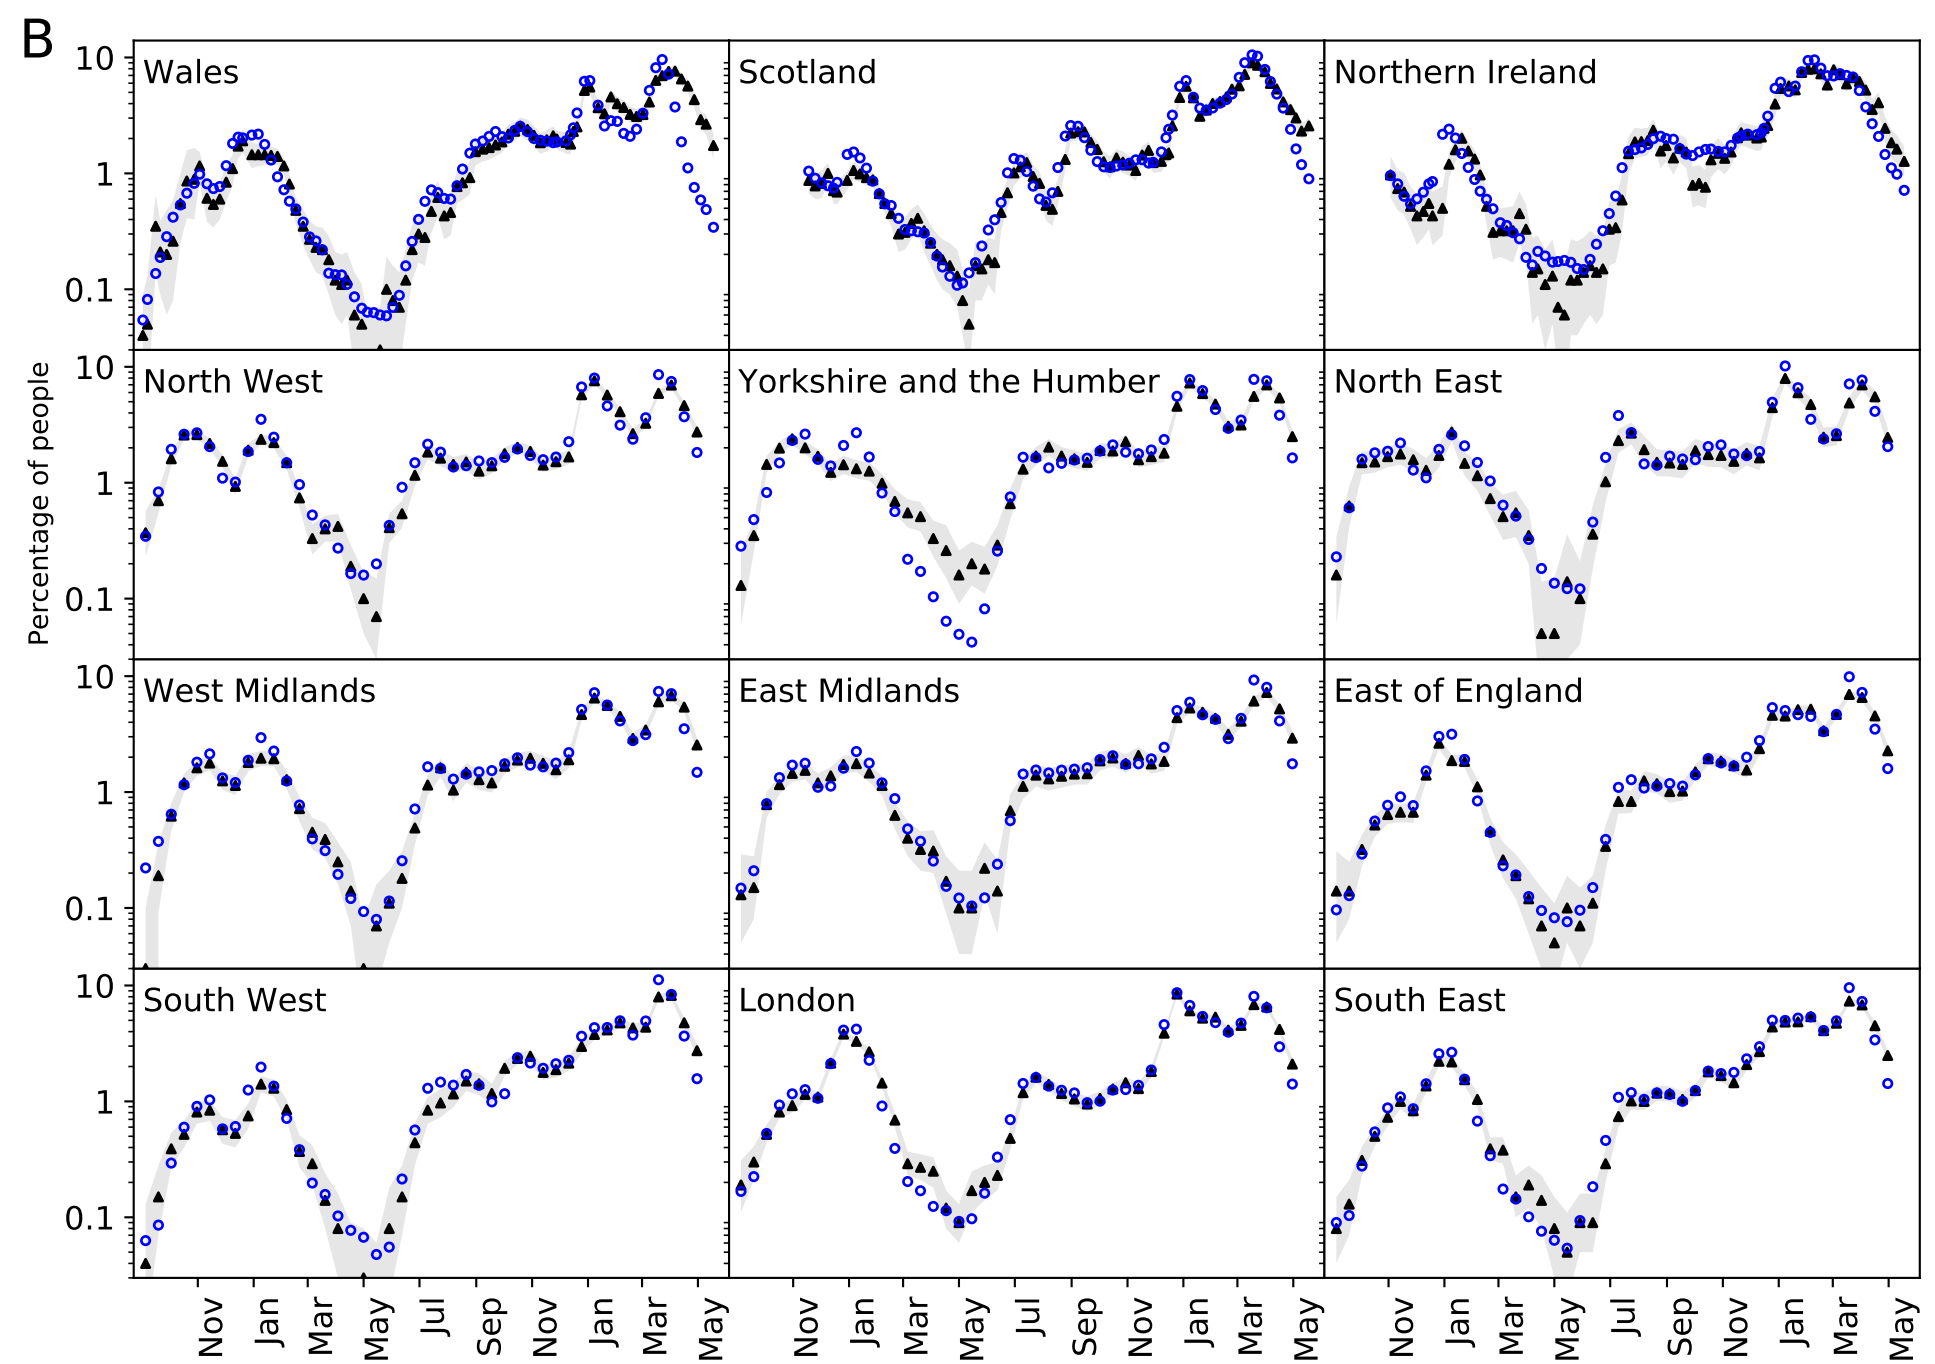 B
Percentage of people
10
1
0.1
Wales
Scotland
Northern Ireland
10
1
0.1
North West
Yorkshire and the Humber
North East
10
1
0.1
West Midlands
East Midlands
East of England
10
1
0.1
South West
London
South East
Nov Jan Mar May Jul Sep Nov Jan Mar May
Nov Jan Mar May Jul Sep Nov Jan Mar May
Nov Jan Mar May Jul Sep Nov Jan Mar May